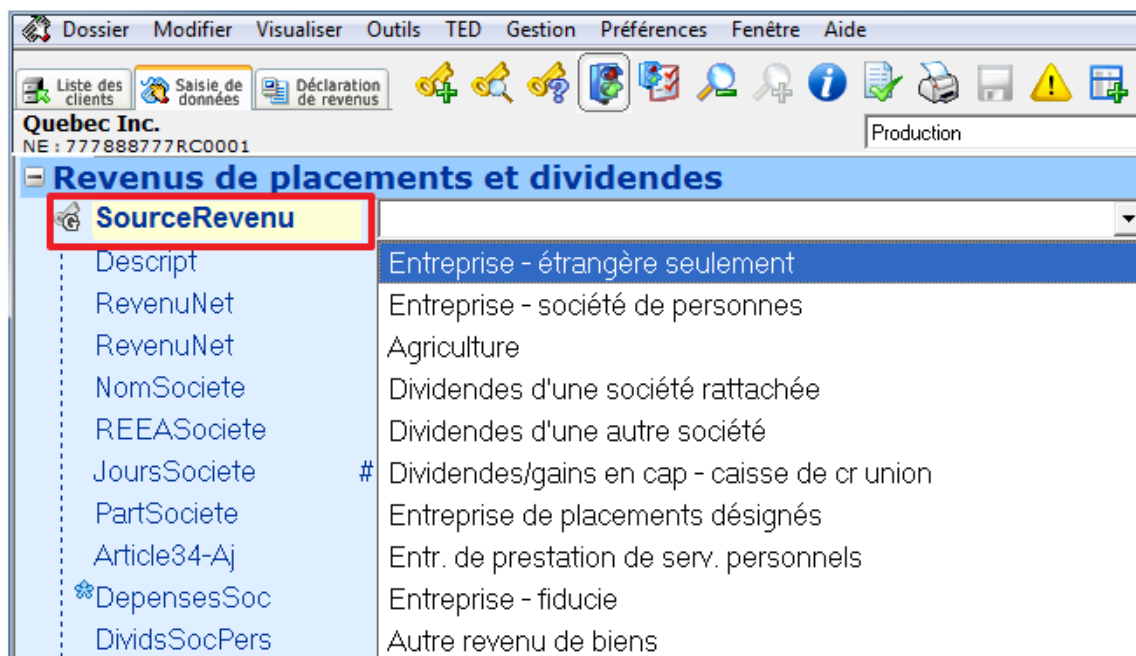 Dossier Modifier Visualiser Outils TED Gestion Préférences Fenêtre Aide
Liste des clients Saisie de données Déclaration de revenus
Quebec Inc.
NE : 777888777RC0001
Production
Revenus de placements et dividendes
SourceRevenu
Descript Entreprise - étrangère seulement
RevenuNet Entreprise - société de personnes
RevenuNet Agriculture
NomSociete Dividendes d'une société rattachée
REEASociete Dividendes d'une autre société
JoursSociete # Dividendes/gains en cap - caisse de cr union
PartSociete Entreprise de placements désignés
Article34-Aj Entr. de prestation de serv. personnels
DepensesSoc Entreprise - fiducie
DividsSocPers Autre revenu de biens